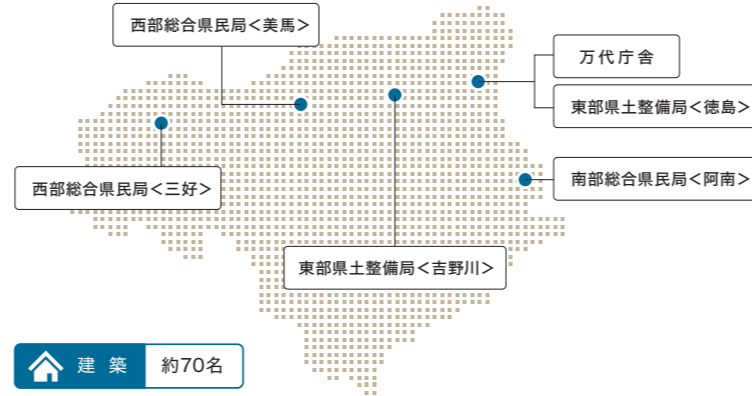 西部総合県民局＜美馬＞
万代庁舎
東部県土整備局＜徳島＞
西部総合県民局＜三好＞
南部総合県民局＜阿南＞
東部県土整備局＜吉野川＞
建築 約70名